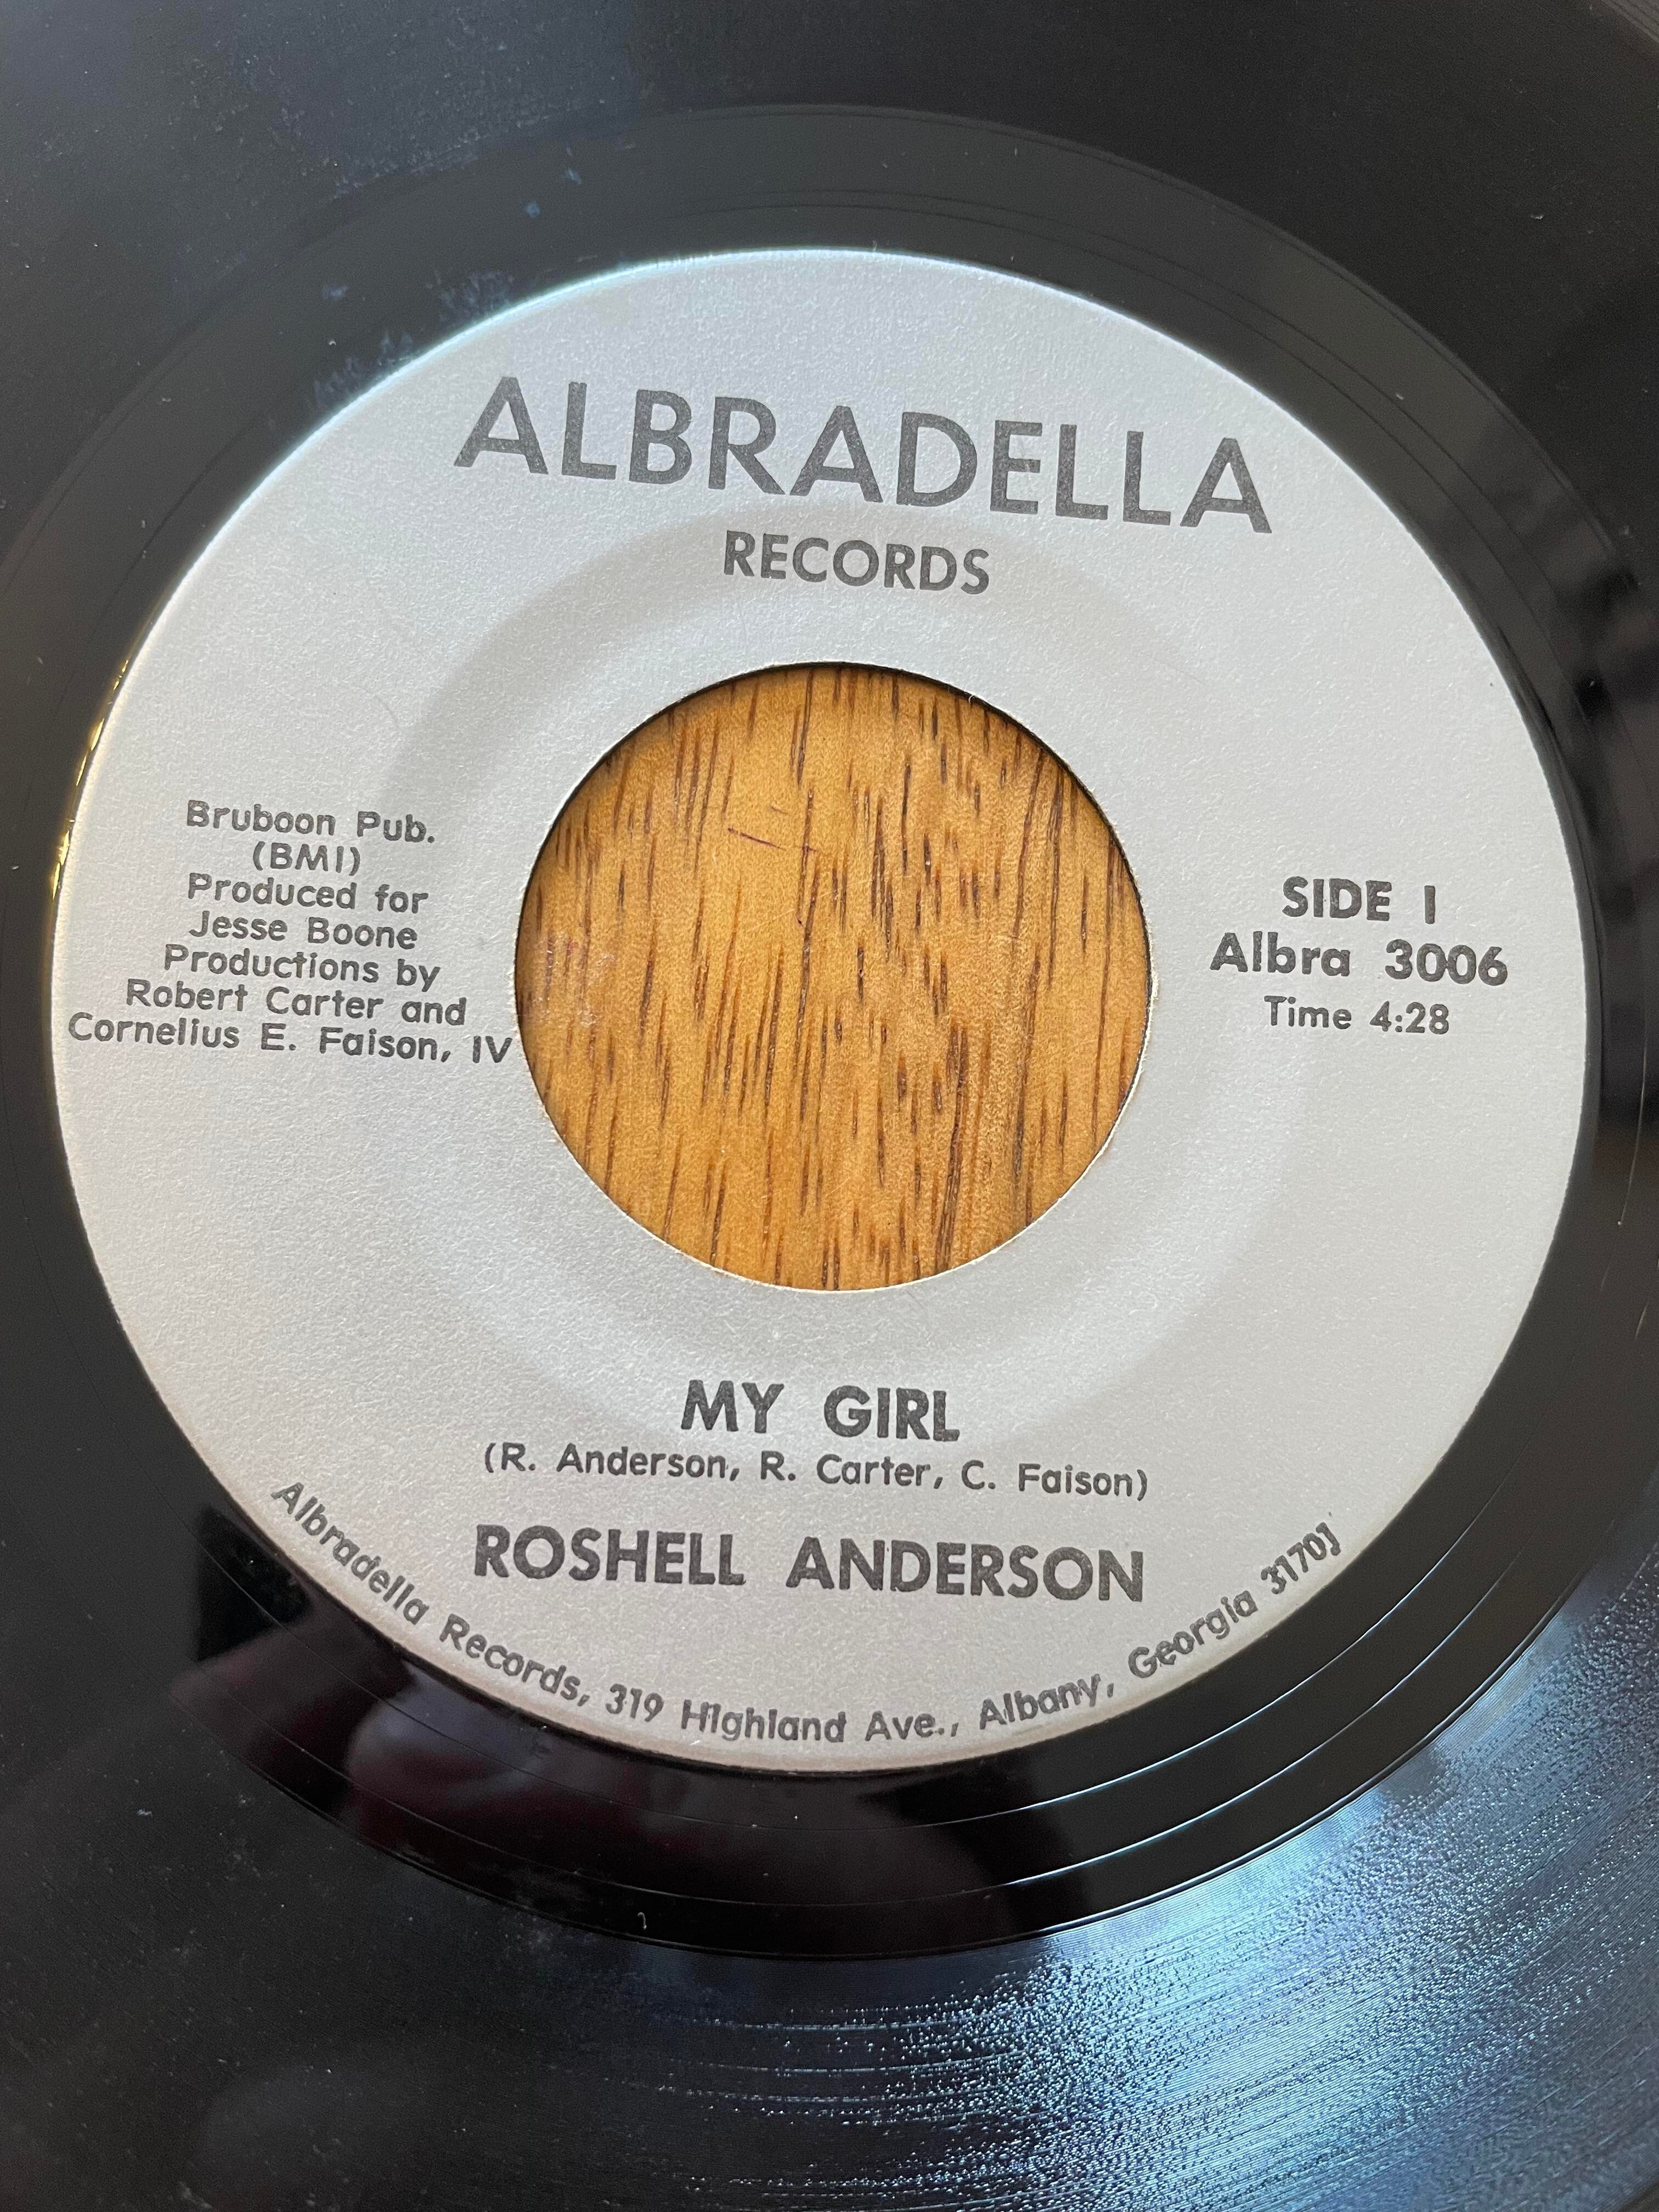 ALBRADELLA
RECORDS
Bruboon Pub.
(BMI)
Produced for
Jesse Boone
Productions by
Robert Carter and
Cornelius E. Faison, IV
SIDE 1
Albra 3006
Time 4:28
MY GIRL
(R. Anderson, R. Carter, C. Faison)
ROSHELL ANDERSON
Albradella Records, 319 Highland Ave., Albany, Georgia 31701